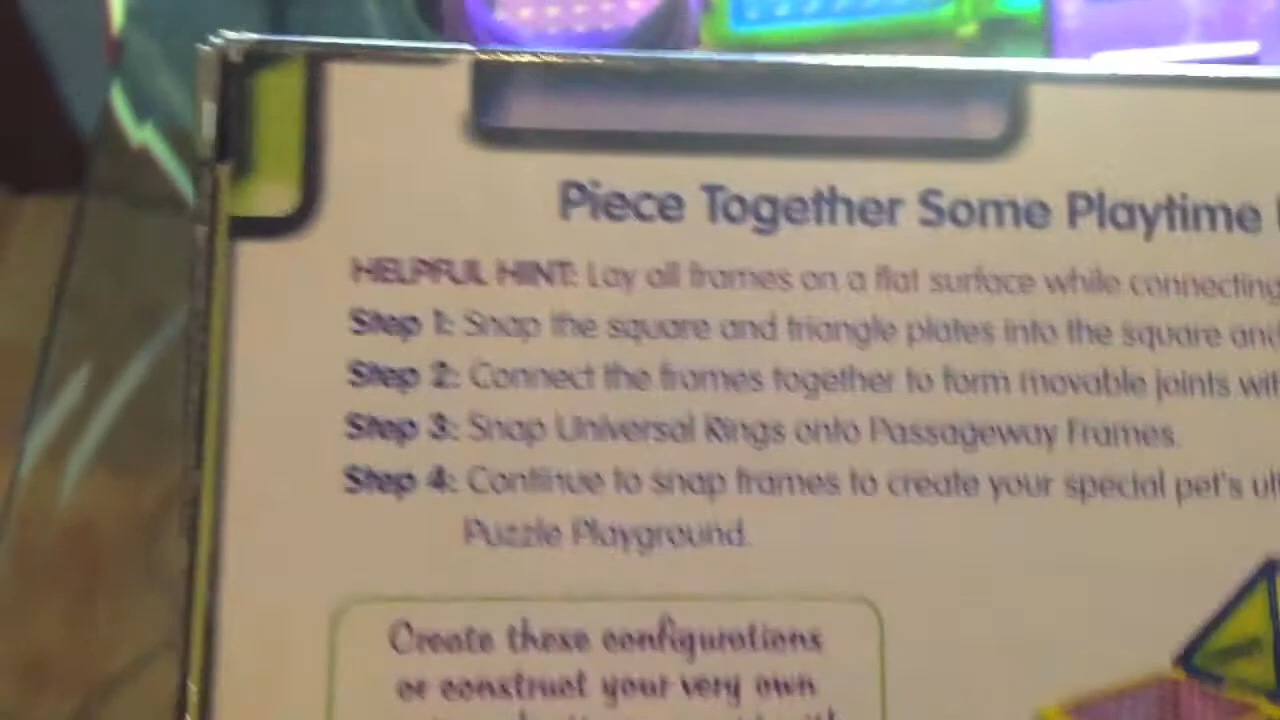 Piece Together Some Playtime
HELPFUL HINT: Lay all frames on a flat surface while connecting
Step 1: Snap the square and triangle plates into the square and
Step 2: Connect the frames together to form movable joints with
Step 3: Snap Universal Rings onto Passageway Frames.
Step 4: Continue to snap frames to create your special pet's ul
Puzzle Playground.
Create these configurations
or construct your very own